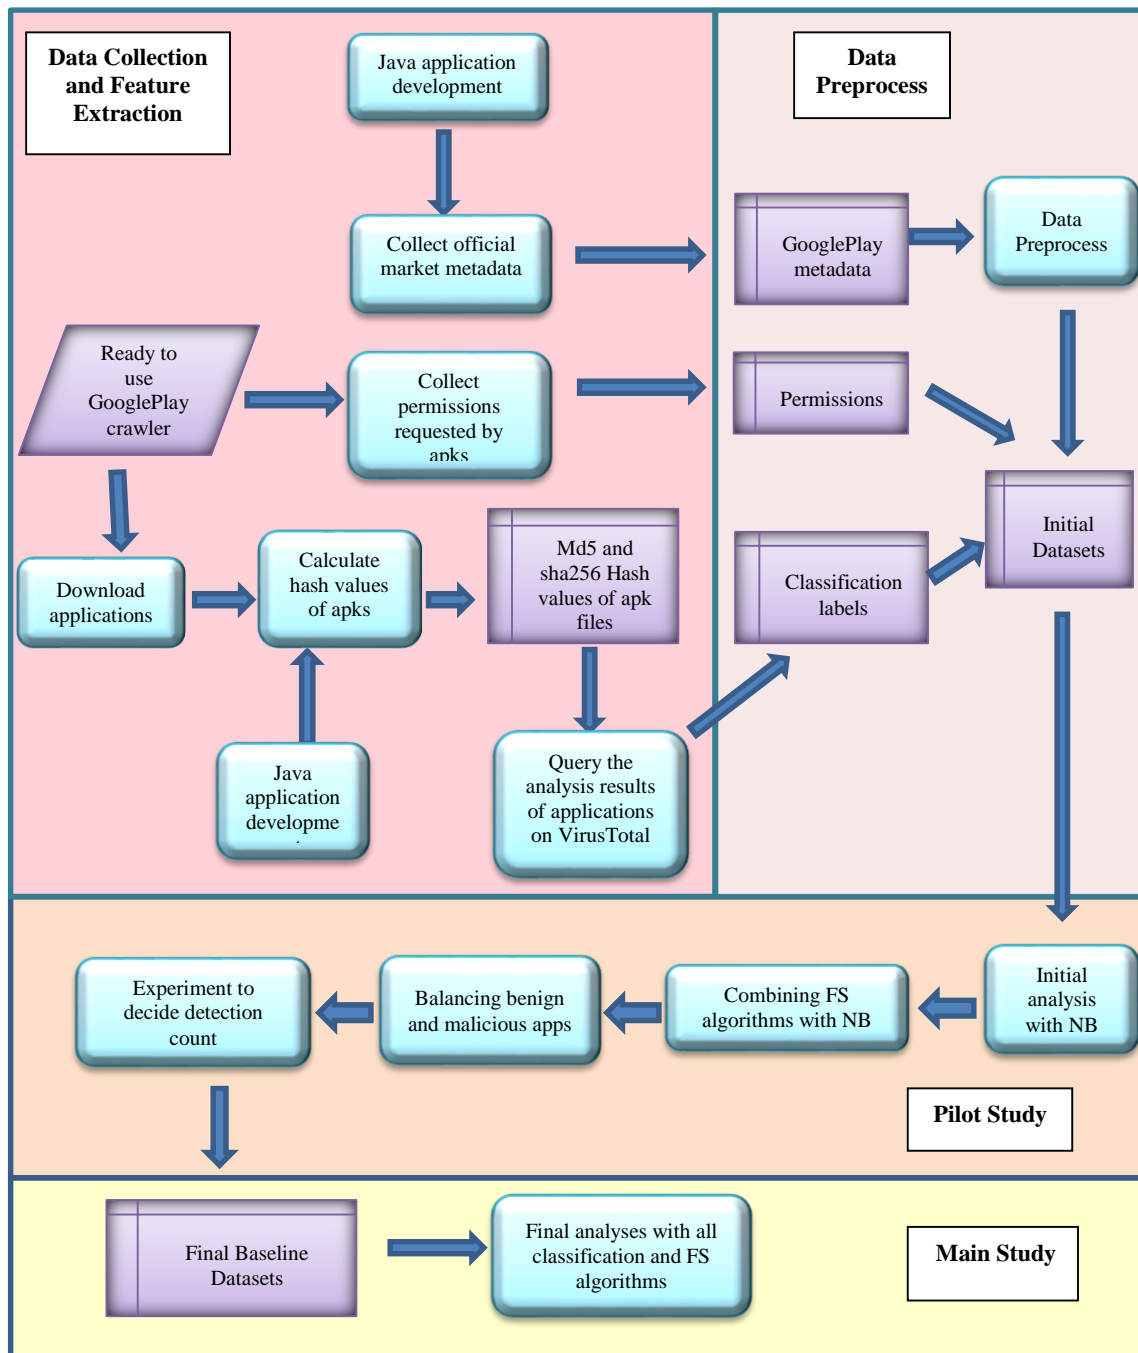 Data Collection
and Feature
Extraction
Java application
development
Data
Preprocess
Collect official
market metadata
GooglePlay
metadata
Data
Preprocess
Ready to
use
GooglePlay
crawler
Collect
permissions
requested by
apks
Permissions
Download
applications
Calculate
hash values
of apks
Md5 and
sha256 Hash
values of apk
files
Classification
labels
Initial
Datasets
Java
application
developme
Query the
analysis results
of applications
on VirusTotal
Experiment to
decide detection
count
Balancing benign
and malicious apps
Combining FS
algorithms with NB
Initial
analysis
with NB
Pilot Study
Final Baseline
Datasets
Final analyses with all
classification and FS
algorithms
Main Study